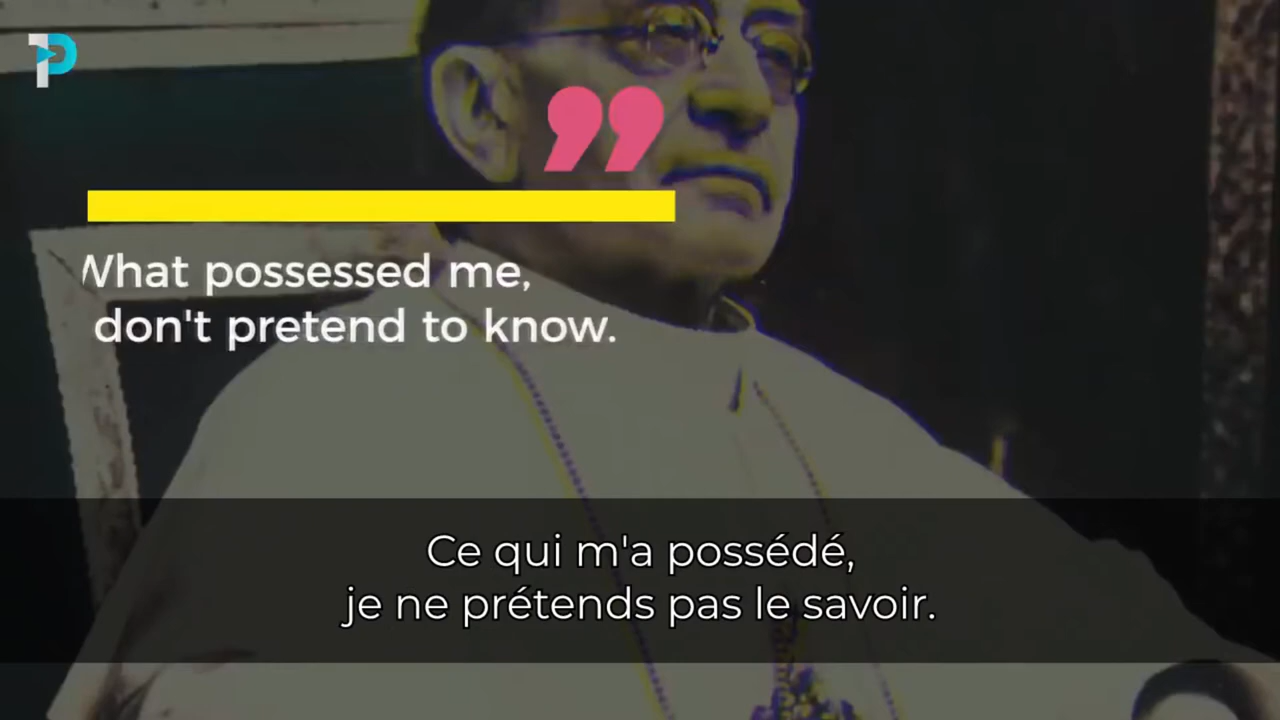 What possessed me,
don't pretend to know.
Ce qui m'a possédé,
je ne prétends pas le savoir.